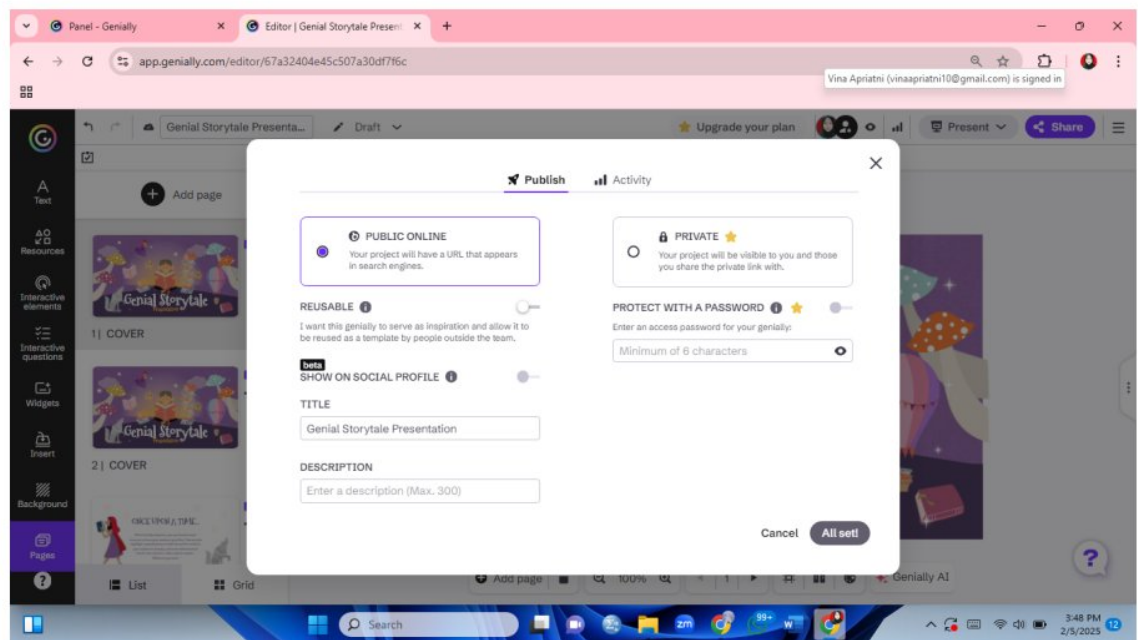 Panel - Genially
Editor | Genial Storytale Present
app.genially.com/editor/67a32404e45c507a30df7f6c
Vina Apriatni (vinaapriatni10@gmail.com) is signed in
Genial Storytale Presenta...
Draft
Upgrade your plan
Present
Share
Text
Resources
Interactive
elements
Interactive
questions
Widgets
Insert
Background
Pages
Add page
Genial Storytale
1| COVER
Genial Storytale
2| COVER
ONCE UPON A TIME...
List
Grid
Publish
Activity
PUBLIC ONLINE
Your project will have a URL that appears
in search engines.
PRIVATE
Your project will be visible to you and those
you share the private link with.
REUSABLE
I want this genially to serve as inspiration and allow it to
be reused as a template by people outside the team.
beta
SHOW ON SOCIAL PROFILE
TITLE
Genial Storytale Presentation
DESCRIPTION
Enter a description (Max. 300)
PROTECT WITH A PASSWORD
Enter an access password for your genially:
Minimum of 6 characters
Cancel
All set!
Add page
100%
1
Genially AI
?
?
Search
zm
99+
W
3:48 PM
2/5/2025
12